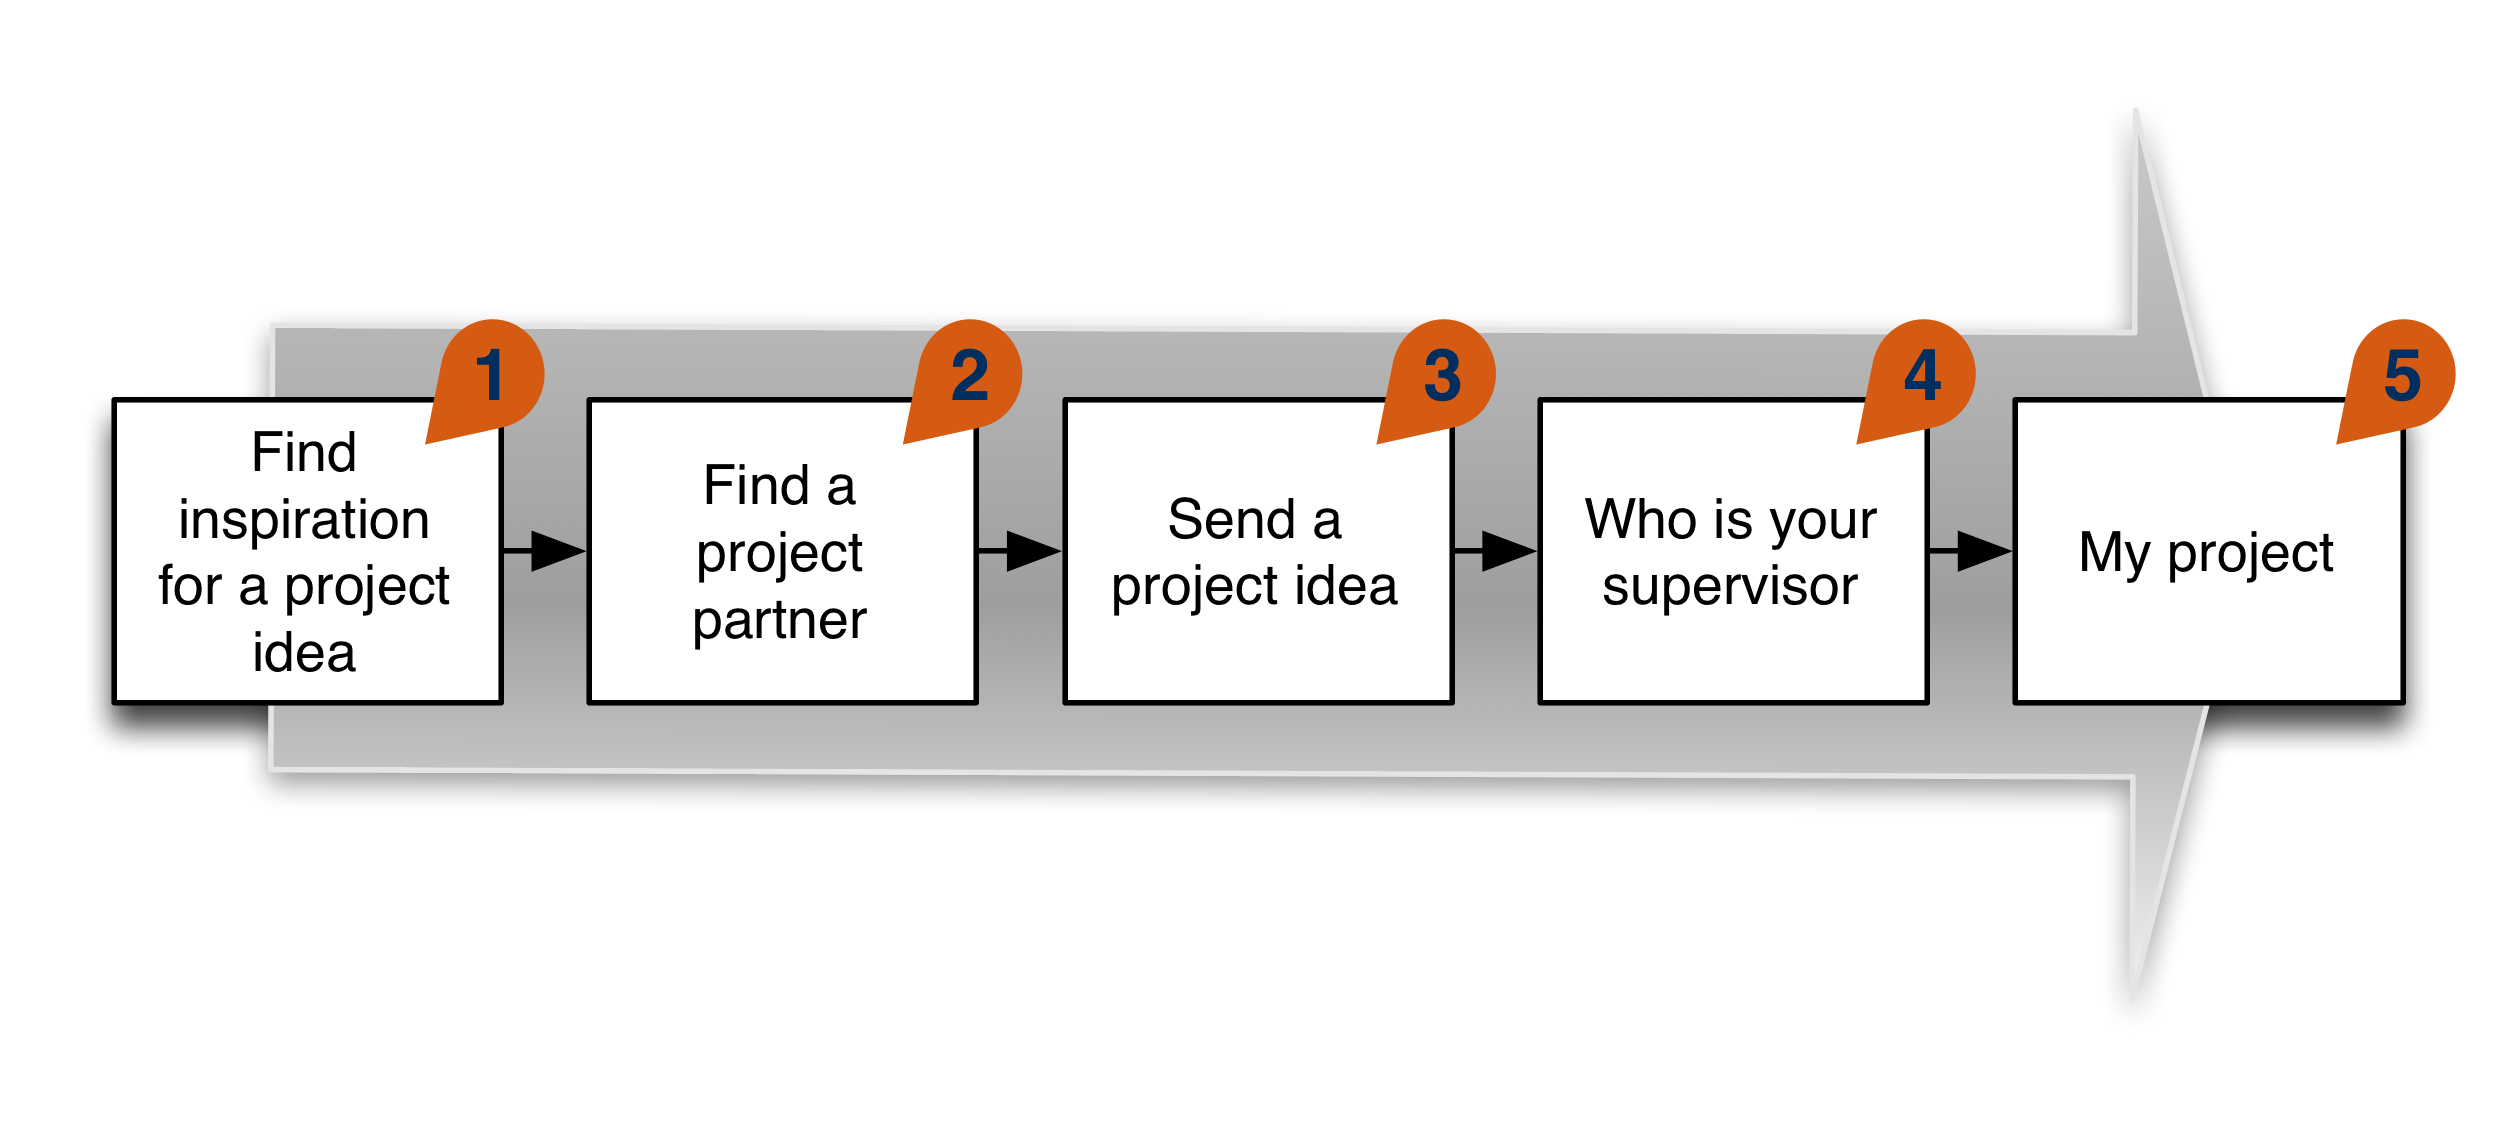 1
Find
inspiration
for a project
idea
2
Find a
project
partner
3
Send a
project idea
4
Who is your
supervisor
5
My project